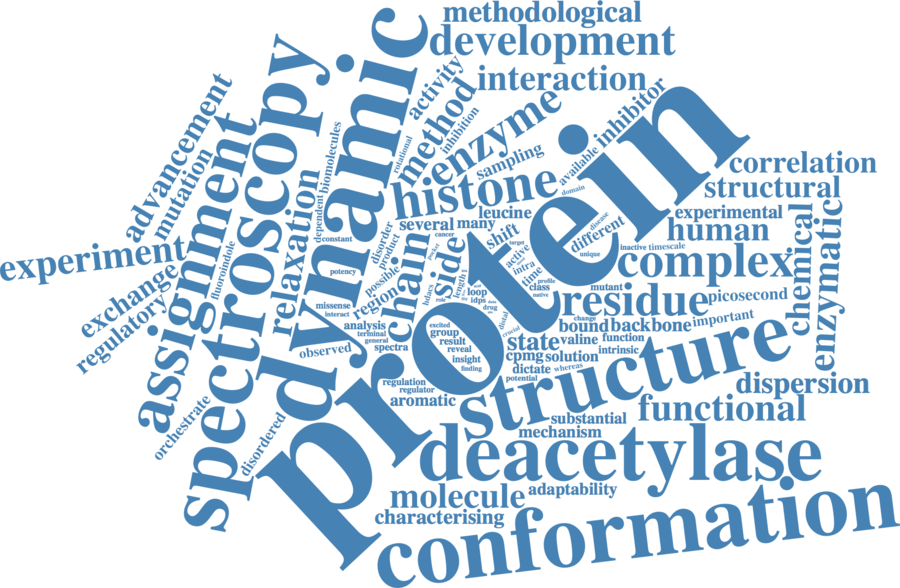 methodological
development
interaction
dynamic
spectroscopy
assignment
advancement
mutation
experiment
exchange
regulatory
orchestrate
disordered
fluoroindole
relaxation
biomolecules
dependent
constant
rotational
activity
method
inhibition
enzyme
sampling
inhibitor
available
domain
histone
protein
correlation
structural
experimental
human
complex
inactive
timescale
chemical
enzymatic
several
many
leucine
cancer
shift
disease
different
unique
target
active
intra
time
profile
class
native
mutant
residue
picosecond
important
change
bound
backbone
function
intrinsic
valine
state
cpmg
solution
dictate
whereas
potential
structure
dispersion
functional
substantial
mechanism
deacetylase
adaptability
molecule
characterising
conformation
disorder
product
possible
region
chain
side
length
hdacs
role
loop
idps
data
drug
distal
crucial
potency
missense
interact
analysis
terminal
general
spectra
observed
excited
group
result
reveal
insight
finding
regulation
regulator
aromatic